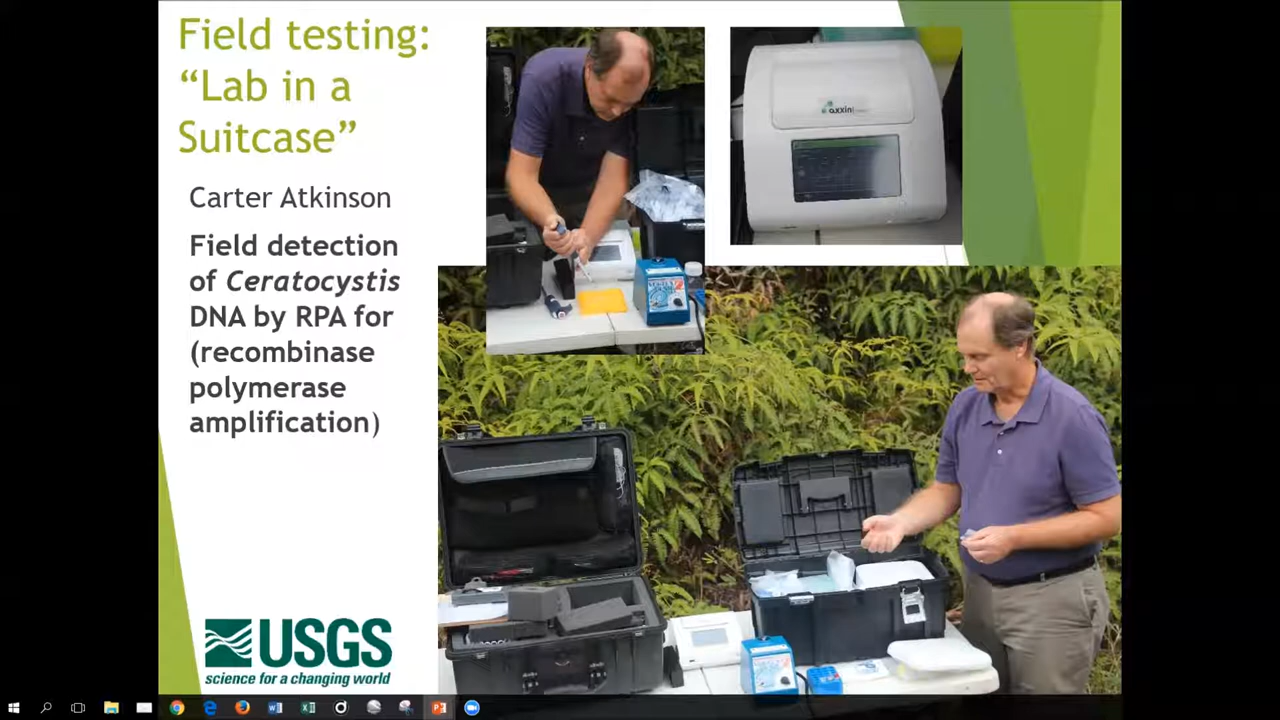 Field testing:
“Lab in a
Suitcase”
Carter Atkinson
Field detection
of Ceratocystis
DNA by RPA for
(recombinase
polymerase
amplification)
axxin
USGS
science for a changing world